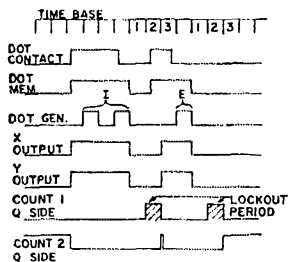 TIME BASE
1 2 3 1 2 3
DOT
CONTACT
DOT
MEM.
I E
DOT GEN.
X
OUTPUT
Y
OUTPUT
COUNT 1
Q SIDE
LOCKOUT
PERIOD
COUNT 2
Q SIDE